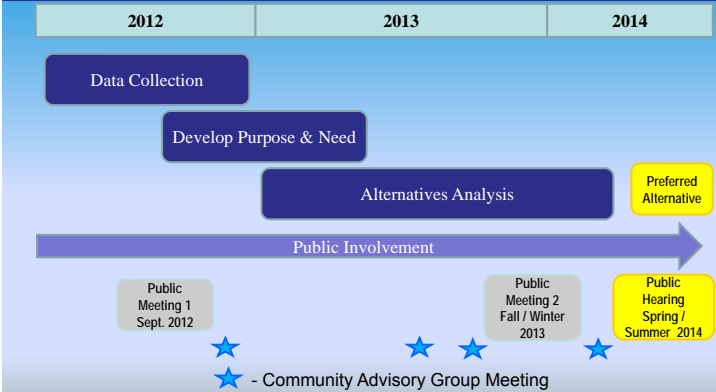 2012 2013 2014
Data Collection
Develop Purpose & Need
Alternatives Analysis
Preferred
Alternative
Public Involvement
Public
Meeting 1
Sept. 2012
Public
Meeting 2
Fall / Winter
2013
Public
Hearing
Spring /
Summer 2014
- Community Advisory Group Meeting